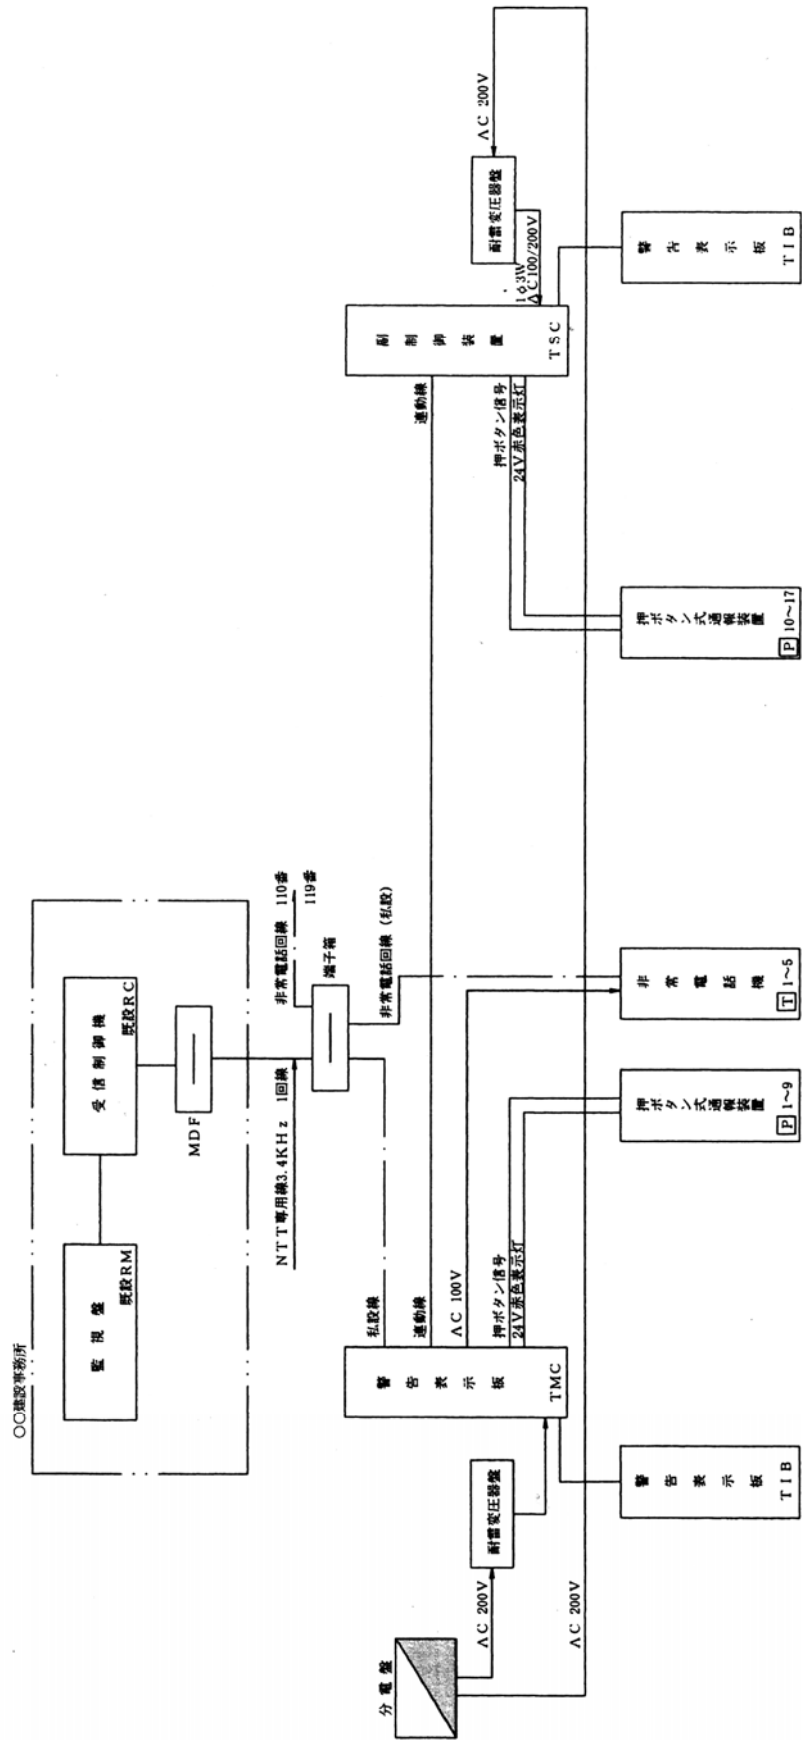 〇〇建設事務所
監視盤
既設RM
受信制御機
既設RC
MDF
NTT専用線3.4KHz 1回線
非常電話回線 110番
119番
端子箱
非常電話回線(私設)
私設線
連動線
AC 100V
押ボタン信号
24V赤色表示灯
警告表示板
TMC
連動線
押ボタン信号
24V赤色表示灯
副制御装置
TSC
1φ3W
AC100/200V
耐雷変圧器盤
AC 200V
分電盤
AC 200V
耐雷変圧器盤
AC 200V
警告表示板
TIB
押ボタン式通報装置
P 1~9
非常電話機
T 1~5
押ボタン式通報装置
P 10~17
警告表示板
TIB